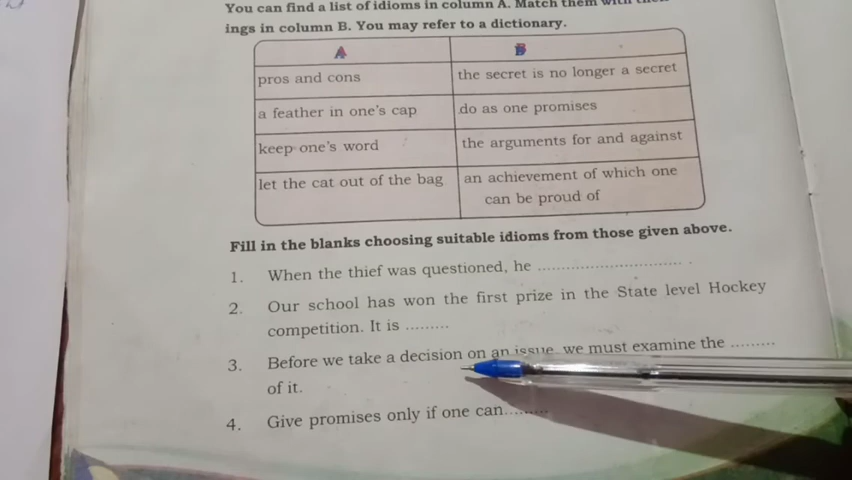 You can find a list of idioms in column A. Match them with their
ings in column B. You may refer to a dictionary.
A B
pros and cons the secret is no longer a secret
a feather in one's cap do as one promises
keep one's word the arguments for and against
let the cat out of the bag an achievement of which one
can be proud of
Fill in the blanks choosing suitable idioms from those given above.
1. When the thief was questioned, he ............................. .
2. Our school has won the first prize in the State level Hockey
competition. It is .........
3. Before we take a decision on an issue, we must examine the .........
of it.
4. Give promises only if one can.........